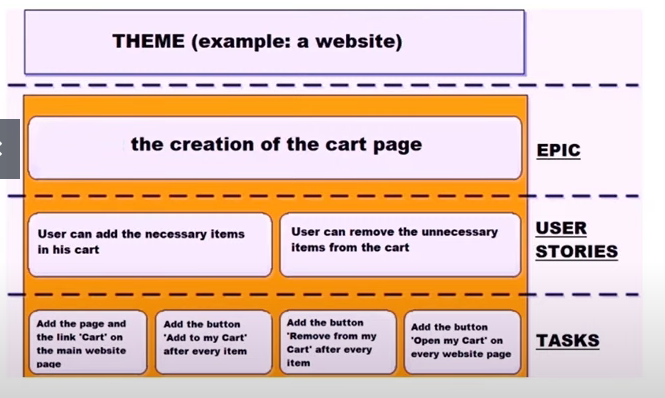 THEME (example: a website)
the creation of the cart page
EPIC
User can add the necessary items
in his cart
User can remove the unnecessary
items from the cart
USER
STORIES
Add the page and
the link 'Cart' on
the main website
page
Add the button
'Add to my Cart'
after every item
Add the button
'Remove from my
Cart' after every
item
Add the button
'Open my Cart' on
every website page
TASKS